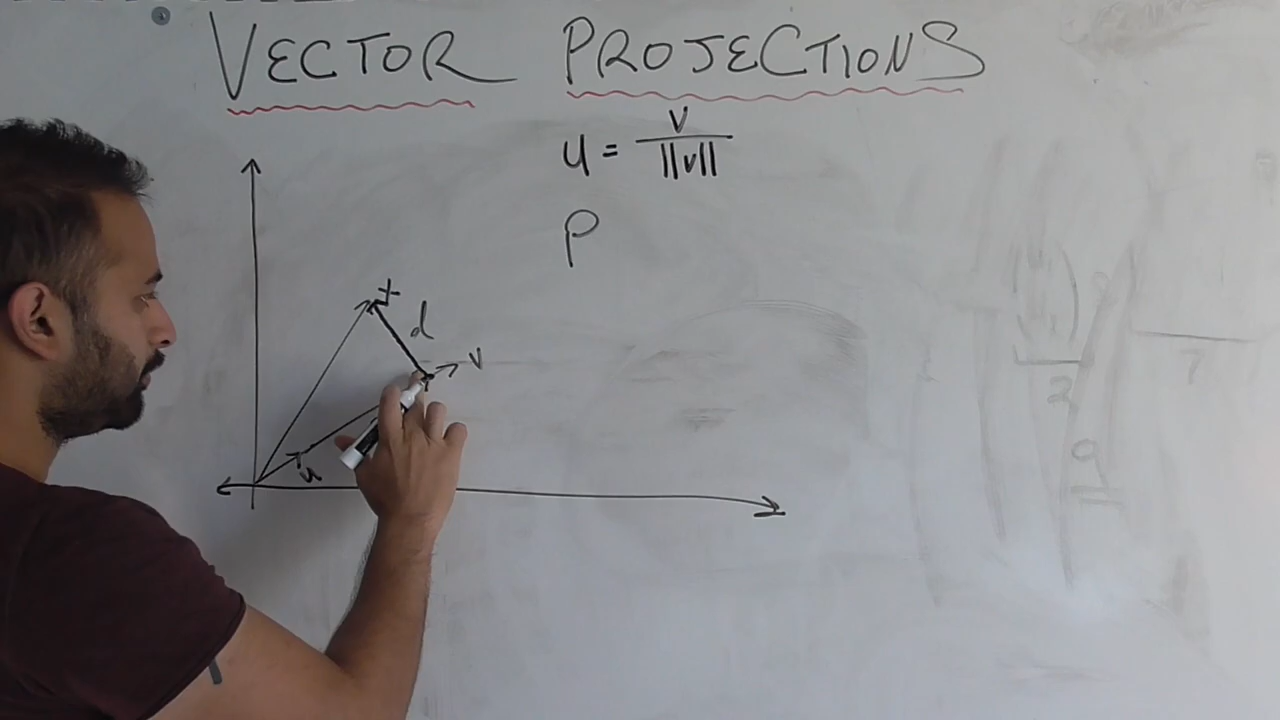 VECTOR PROJECTIONS
u = v / ||v||
p
x
d
v
u